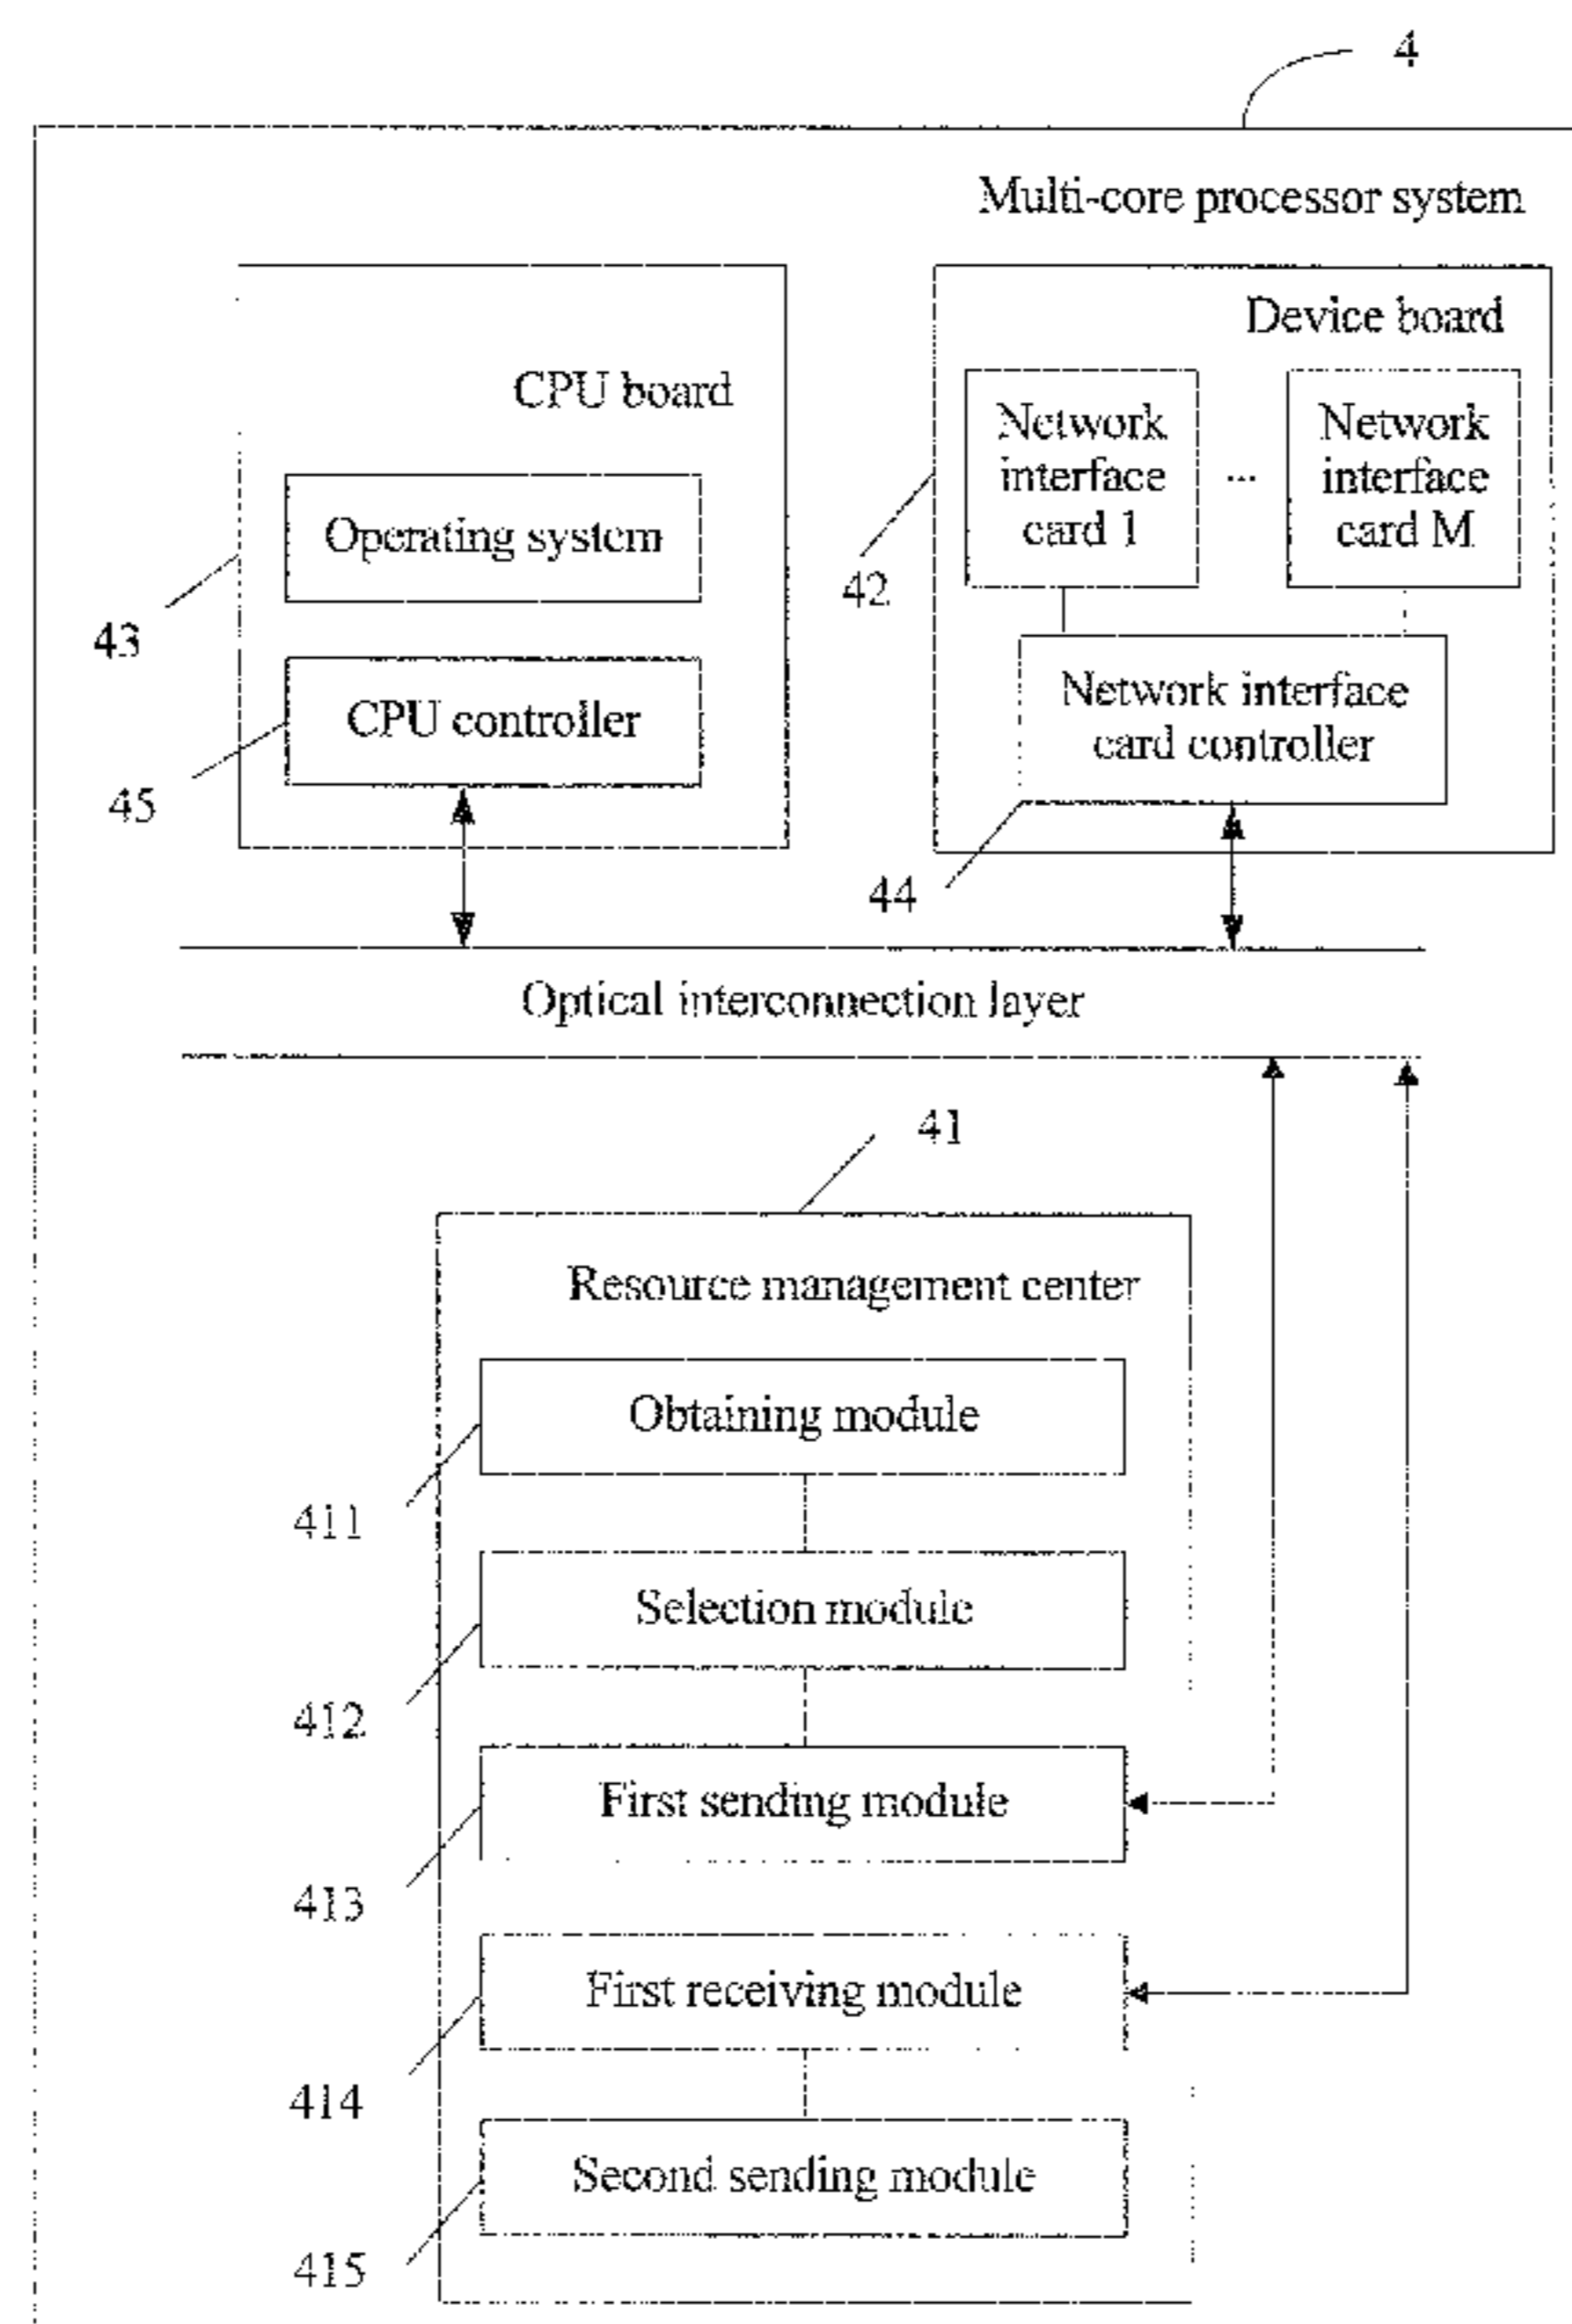 4
Multi-core processor system
CPU board
Operating system
CPU controller
43
45
Device board
Network
interface
card 1
...
Network
interface
card M
42
Network interface
card controller
44
Optical interconnection layer
41
Resource management center
Obtaining module
411
Selection module
412
First sending module
413
First receiving module
414
Second sending module
415